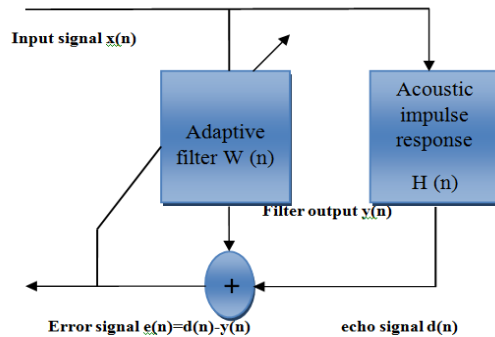 Input signal x(n)
Adaptive
filter W (n)
Acoustic
impulse
response
H (n)
Filter output y(n)
+
Error signal e(n)=d(n)-y(n)
echo signal d(n)